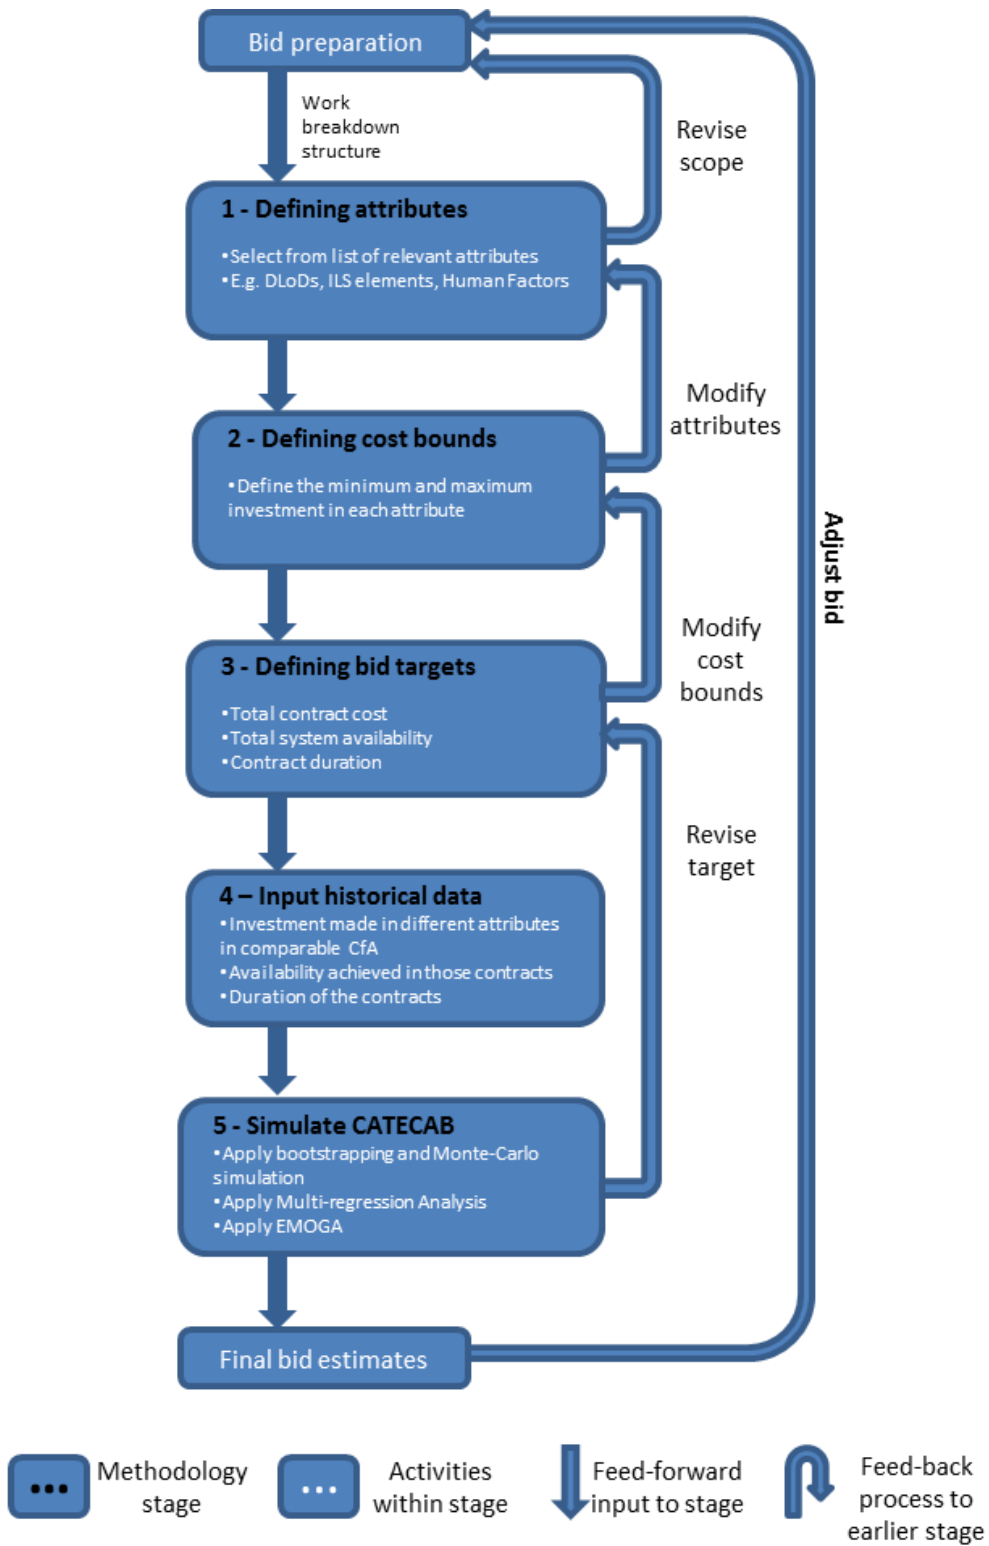 Bid preparation
Work
breakdown
structure
Revise
scope
1 - Defining attributes
•Select from list of relevant attributes
•E.g. DLoDs, ILS elements, Human Factors
Modify
attributes
2 - Defining cost bounds
•Define the minimum and maximum
investment in each attribute
Adjust bid
Modify
cost
bounds
3 - Defining bid targets
•Total contract cost
•Total system availability
•Contract duration
Revise
target
4 – Input historical data
•Investment made in different attributes
in comparable CfA
•Availability achieved in those contracts
•Duration of the contracts
5 - Simulate CATECAB
•Apply bootstrapping and Monte-Carlo
simulation
•Apply Multi-regression Analysis
•Apply EMOGA
Final bid estimates
•••
Methodology
stage
•••
Activities
within stage
Feed-forward
input to stage
Feed-back
process to
earlier stage